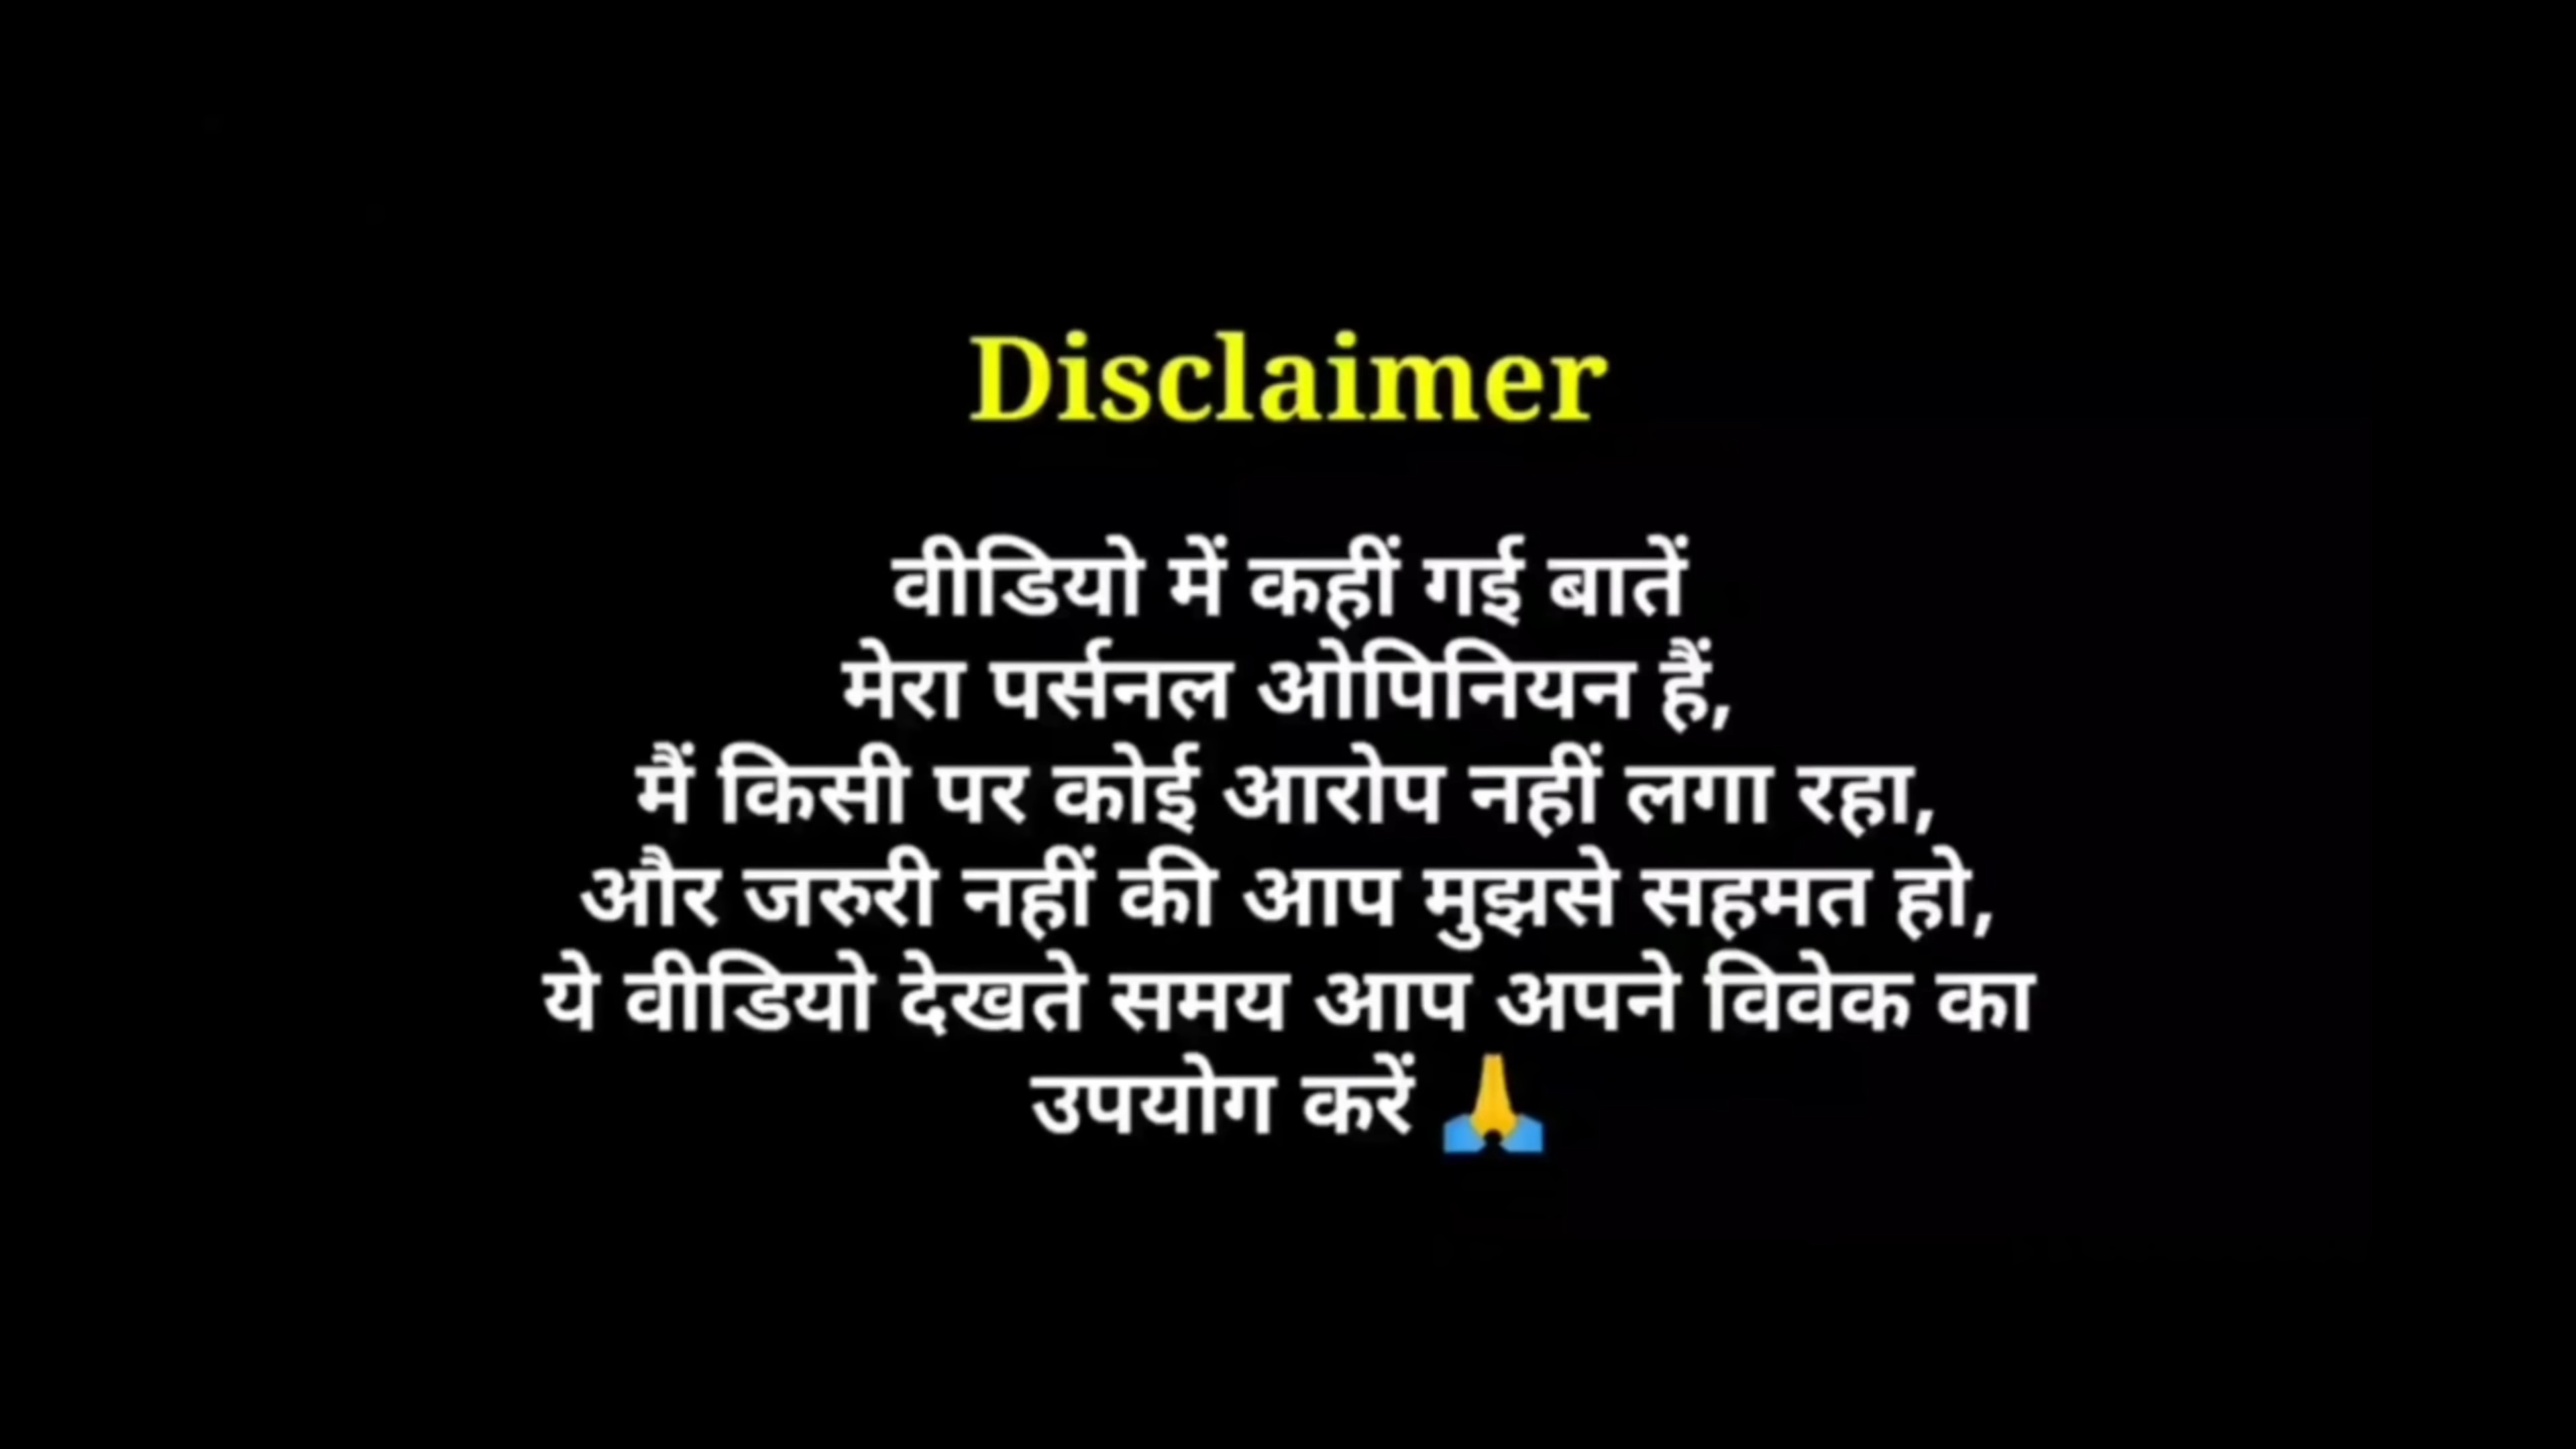 Disclaimer
वीडियो में कहीं गई बातें
मेरा पर्सनल ओपिनियन हैं,
मैं किसी पर कोई आरोप नहीं लगा रहा,
और जरुरी नहीं की आप मुझसे सहमत हो,
ये वीडियो देखते समय आप अपने विवेक का
उपयोग करें 🙏